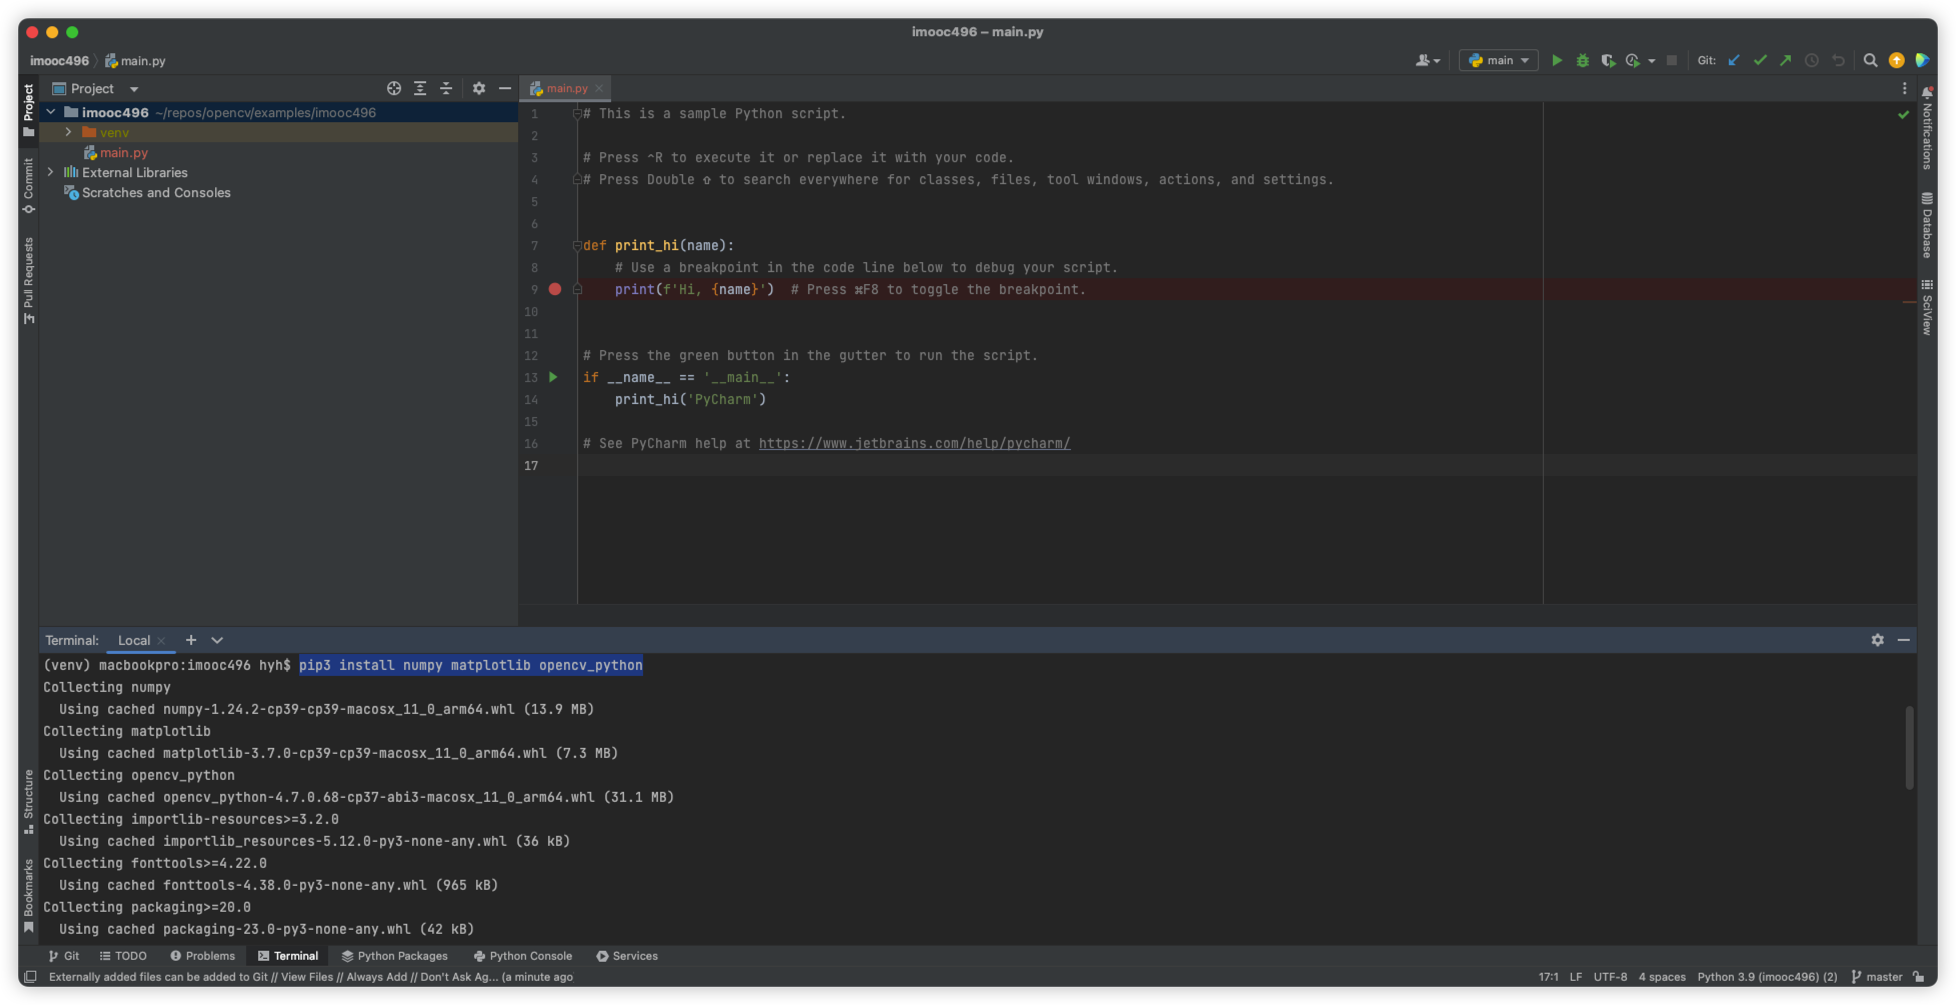 imooc496 – main.py
imooc496 main.py
main
Git:
Project
main.py
imooc496 ~/repos/opencv/examples/imooc496
venv
main.py
External Libraries
Scratches and Consoles
Project
Commit
Pull Requests
Structure
Bookmarks
1 # This is a sample Python script.
2
3 # Press ^R to execute it or replace it with your code.
4 # Press Double ⇧ to search everywhere for classes, files, tool windows, actions, and settings.
5
6
7 def print_hi(name):
8 # Use a breakpoint in the code line below to debug your script.
9 print(f'Hi, {name}') # Press ⌘F8 to toggle the breakpoint.
10
11
12 # Press the green button in the gutter to run the script.
13 if __name__ == '__main__':
14 print_hi('PyCharm')
15
16 # See PyCharm help at https://www.jetbrains.com/help/pycharm/
17
Notifications
Database
SciView
Terminal: Local
(venv) macbookpro:imooc496 hyh$ pip3 install numpy matplotlib opencv_python
Collecting numpy
Using cached numpy-1.24.2-cp39-cp39-macosx_11_0_arm64.whl (13.9 MB)
Collecting matplotlib
Using cached matplotlib-3.7.0-cp39-cp39-macosx_11_0_arm64.whl (7.3 MB)
Collecting opencv_python
Using cached opencv_python-4.7.0.68-cp37-abi3-macosx_11_0_arm64.whl (31.1 MB)
Collecting importlib-resources>=3.2.0
Using cached importlib_resources-5.12.0-py3-none-any.whl (36 kB)
Collecting fonttools>=4.22.0
Using cached fonttools-4.38.0-py3-none-any.whl (965 kB)
Collecting packaging>=20.0
Using cached packaging-23.0-py3-none-any.whl (42 kB)
Git TODO Problems Terminal Python Packages Python Console Services
Externally added files can be added to Git // View Files // Always Add // Don't Ask Ag... (a minute ago
17:1 LF UTF-8 4 spaces Python 3.9 (imooc496) (2) master